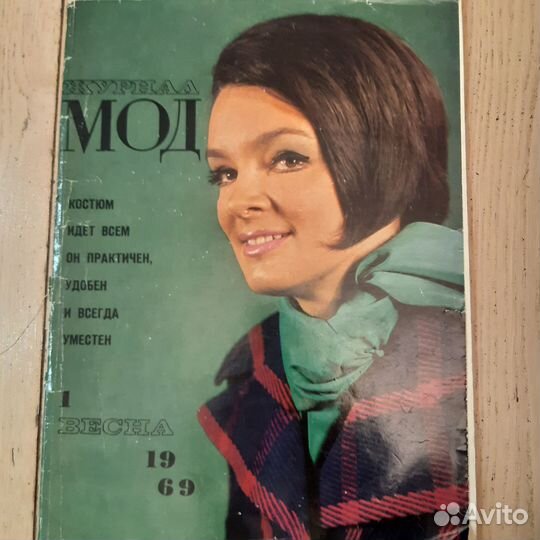 ЖУРНАЛ
МОД
КОСТЮМ
ИДЕТ ВСЕМ
ОН ПРАКТИЧЕН,
УДОБЕН
И ВСЕГДА
УМЕСТЕН
1
ВЕСНА
19
69
Avito